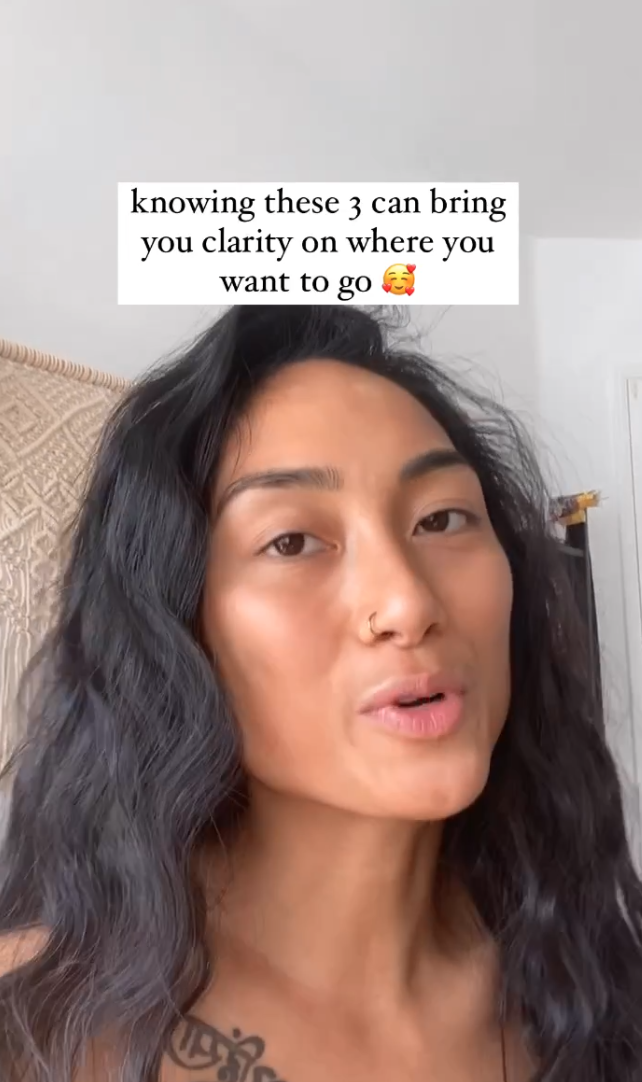 knowing these 3 can bring
you clarity on where you
want to go 🥰